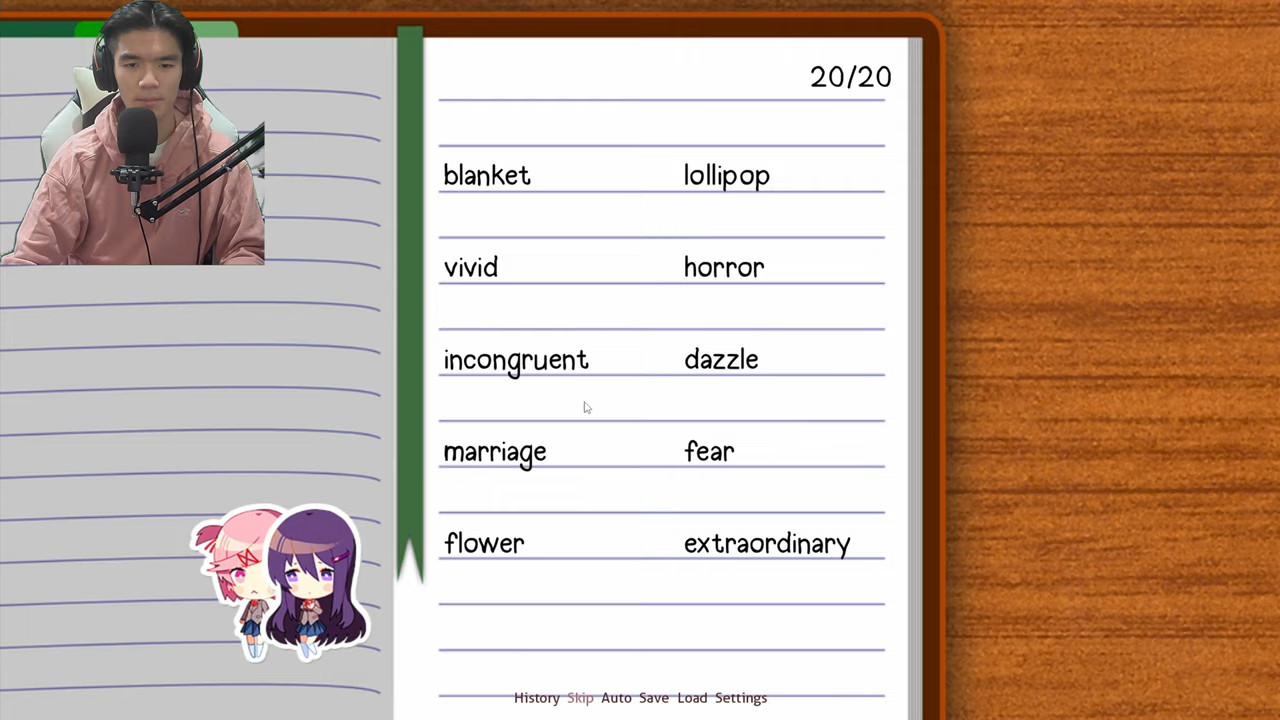 20/20
blanket lollipop
vivid horror
incongruent dazzle
marriage fear
flower extraordinary
History Skip Auto Save Load Settings